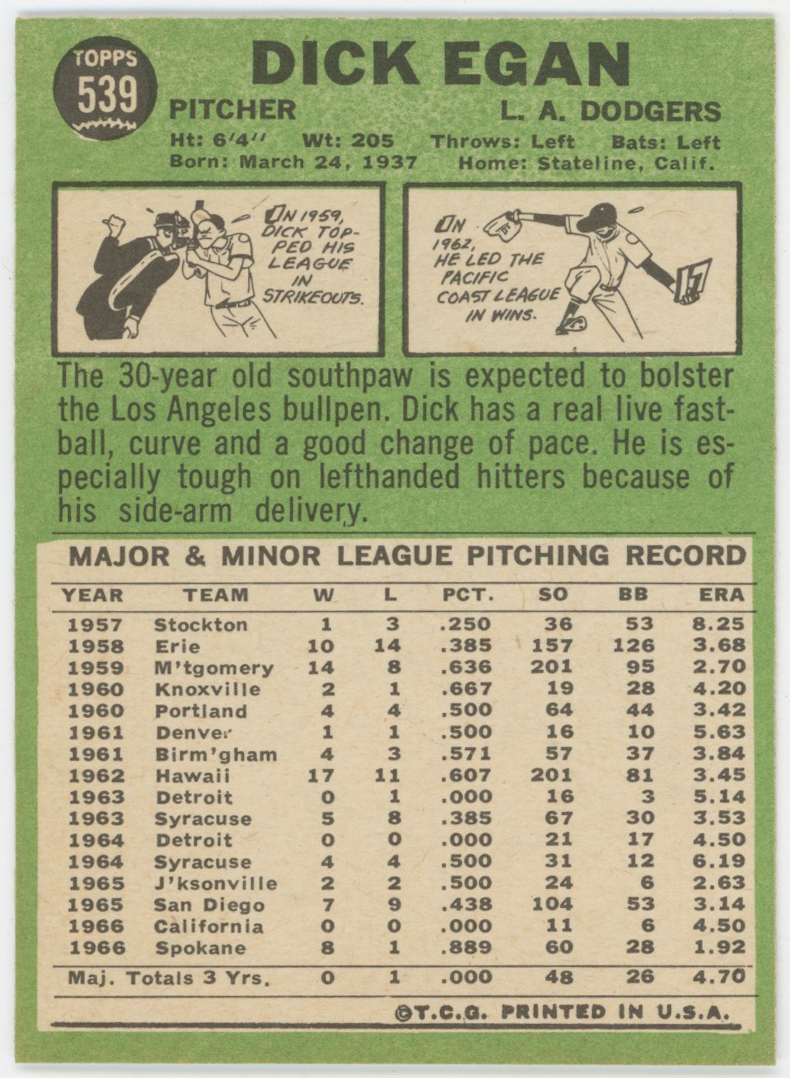 TOPPS
539
DICK EGAN
PITCHER L. A. DODGERS
Ht: 6'4" Wt: 205 Throws: Left Bats: Left
Born: March 24, 1937 Home: Stateline, Calif.
IN 1959,
DICK TOP-
PED HIS
LEAGUE
IN
STRIKEOUTS.
IN
1962,
HE LED THE
PACIFIC
COAST LEAGUE
IN WINS.
17
The 30-year old southpaw is expected to bolster
the Los Angeles bullpen. Dick has a real live fast-
ball, curve and a good change of pace. He is es-
pecially tough on lefthanded hitters because of
his side-arm delivery.
MAJOR & MINOR LEAGUE PITCHING RECORD
YEAR TEAM W L PCT. SO BB ERA
1957 Stockton 1 3 .250 36 53 8.25
1958 Erie 10 14 .385 157 126 3.68
1959 M'tgomery 14 8 .636 201 95 2.70
1960 Knoxville 2 1 .667 19 28 4.20
1960 Portland 4 4 .500 64 44 3.42
1961 Denver 1 1 .500 16 10 5.63
1961 Birm'gham 4 3 .571 57 37 3.84
1962 Hawaii 17 11 .607 201 81 3.45
1963 Detroit 0 1 .000 16 3 5.14
1963 Syracuse 5 8 .385 67 30 3.53
1964 Detroit 0 0 .000 21 17 4.50
1964 Syracuse 4 4 .500 31 12 6.19
1965 J'ksonville 2 2 .500 24 6 2.63
1965 San Diego 7 9 .438 104 53 3.14
1966 California 0 0 .000 11 6 4.50
1966 Spokane 8 1 .889 60 28 1.92
Maj. Totals 3 Yrs. 0 1 .000 48 26 4.70
©T.C.G. PRINTED IN U.S.A.